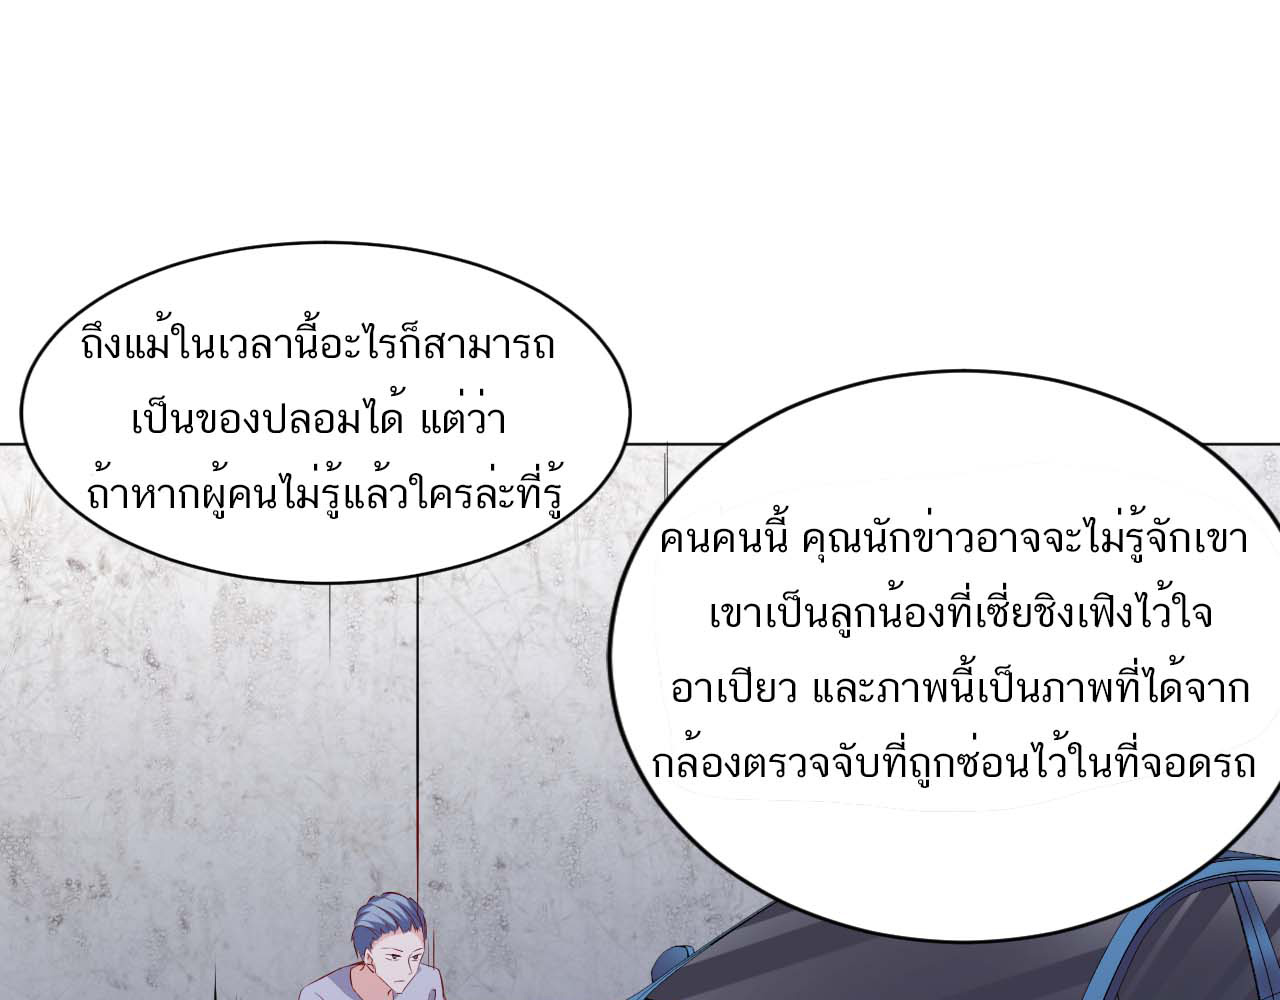 ถึงแม้ในเวลานี้อะไรก็สามารถ
เป็นของปลอมได้ แต่ว่า
ถ้าหากผู้คนไม่รู้แล้วใครล่ะที่รู้
คนคนนี้ คุณนักข่าวอาจจะไม่รู้จักเขา
เขาเป็นลูกน้องที่เซี่ยชิงเฟิงไว้ใจ
อาเปียว และภาพนี้เป็นภาพที่ได้จาก
กล้องตรวจจับที่ถูกซ่อนไว้ในที่จอดรถ